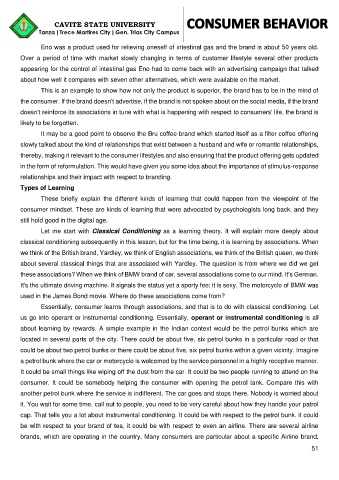 CAVITE STATE UNIVERSITY
Tanza | Trece Martires City | Gen. Trias City Campus
CONSUMER BEHAVIOR
Eno was a product used for relieving oneself of intestinal gas and the brand is about 50 years old.
Over a period of time with market slowly changing in terms of customer lifestyle several other products
appearing for the control of intestinal gas Eno had to come back with an advertising campaign that talked
about how well it compares with seven other alternatives, which were available on the market.
This is an example to show how not only the product is superior, the brand has to be in the mind of
the consumer. If the brand doesn't advertise, if the brand is not spoken about on the social media, if the brand
doesn't reinforce its associations in tune with what is happening with respect to consumers' life, the brand is
likely to be forgotten.
It may be a good point to observe the Bru coffee brand which started itself as a filter coffee offering
slowly talked about the kind of relationships that exist between a husband and wife or romantic relationships,
thereby, making it relevant to the consumer lifestyles and also ensuring that the product offering gets updated
in the form of reformulation. This would have given you some idea about the importance of stimulus-response
relationships and their impact with respect to branding.
Types of Learning
These briefly explain the different kinds of learning that could happen from the viewpoint of the
consumer mindset. These are kinds of learning that were advocated by psychologists long back, and they
still hold good in the digital age.
Let me start with Classical Conditioning as a learning theory. It will explain more deeply about
classical conditioning subsequently in this lesson, but for the time being, it is learning by associations. When
we think of the British brand, Yardley, we think of English associations, we think of the British queen, we think
about several classical things that are associated with Yardley. The question is from where we did we get
these associations? When we think of BMW brand of car, several associations come to our mind. It's German.
It's the ultimate driving machine. It signals the status yet a sporty fee; it is sexy. The motorcycle of BMW was
used in the James Bond movie. Where do these associations come from?
Essentially, consumer learns through associations, and that is to do with classical conditioning. Let
us go into operant or instrumental conditioning. Essentially, operant or instrumental conditioning is all
about learning by rewards. A simple example in the Indian context would be the petrol bunks which are
located in several parts of the city. There could be about five, six petrol bunks in a particular road or that
could be about two petrol bunks or there could be about five, six petrol bunks within a given vicinity. Imagine
a petrol bunk where the car or motorcycle is welcomed by the service personnel in a highly receptive manner.
It could be small things like wiping off the dust from the car. It could be two people running to attend on the
consumer. It could be somebody helping the consumer with opening the petrol tank. Compare this with
another petrol bunk where the service is indifferent. The car goes and stops there. Nobody is worried about
it. You wait for some time, call out to people, you need to be very careful about how they handle your patrol
cap. That tells you a lot about instrumental conditioning. It could be with respect to the petrol bunk, it could
be with respect to your brand of tea, it could be with respect to even an airline. There are several airline
brands, which are operating in the country. Many consumers are particular about a specific Airline brand,
51